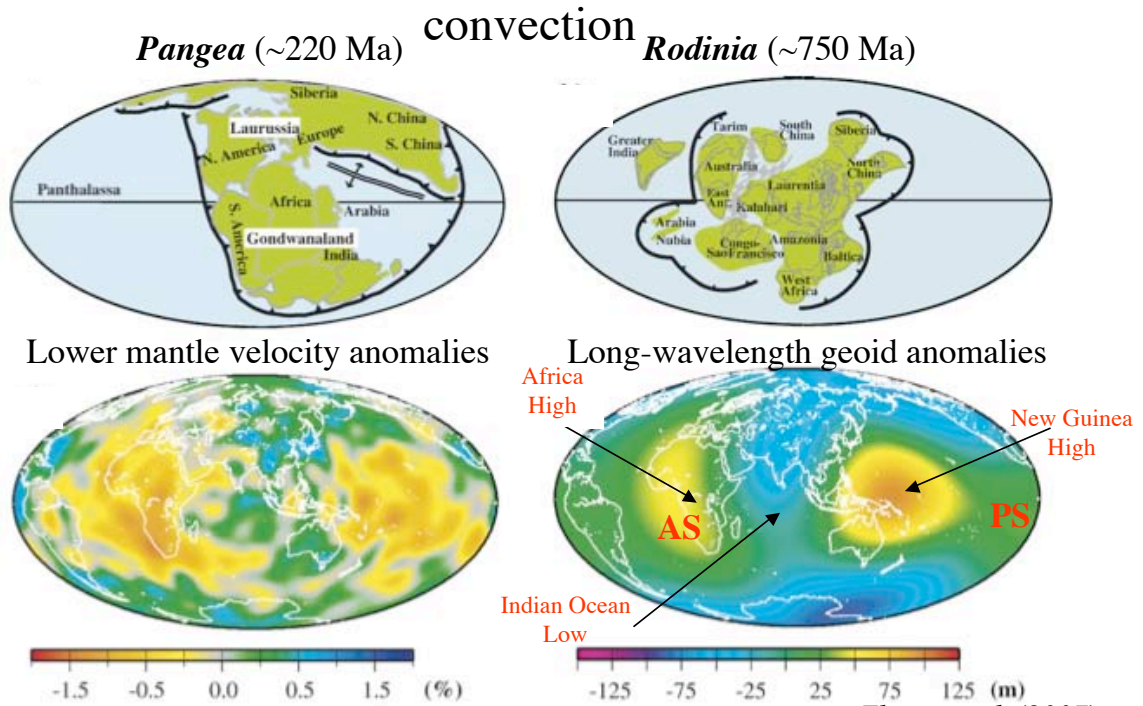 convection
Pangea (~220 Ma)
Rodinia (~750 Ma)
Siberia
Laurussia
Europe
N. China
N. America
S. China
Panthalassa
Africa
Arabia
S. America
Gondwanaland
India
Tarim
South
China
Siberia
Greater
India
Australia
North
China
Laurentia
East
Ant.
Kalahari
Arabia
Nubia
Congo-
SaoFrancisco
Amazonia
Baltica
West
Africa
Lower mantle velocity anomalies
Long-wavelength geoid anomalies
Africa
High
New Guinea
High
AS
PS
Indian Ocean
Low
-1.5 -0.5 0.0 0.5 1.5 (%)
-125 -75 -25 25 75 125 (m)